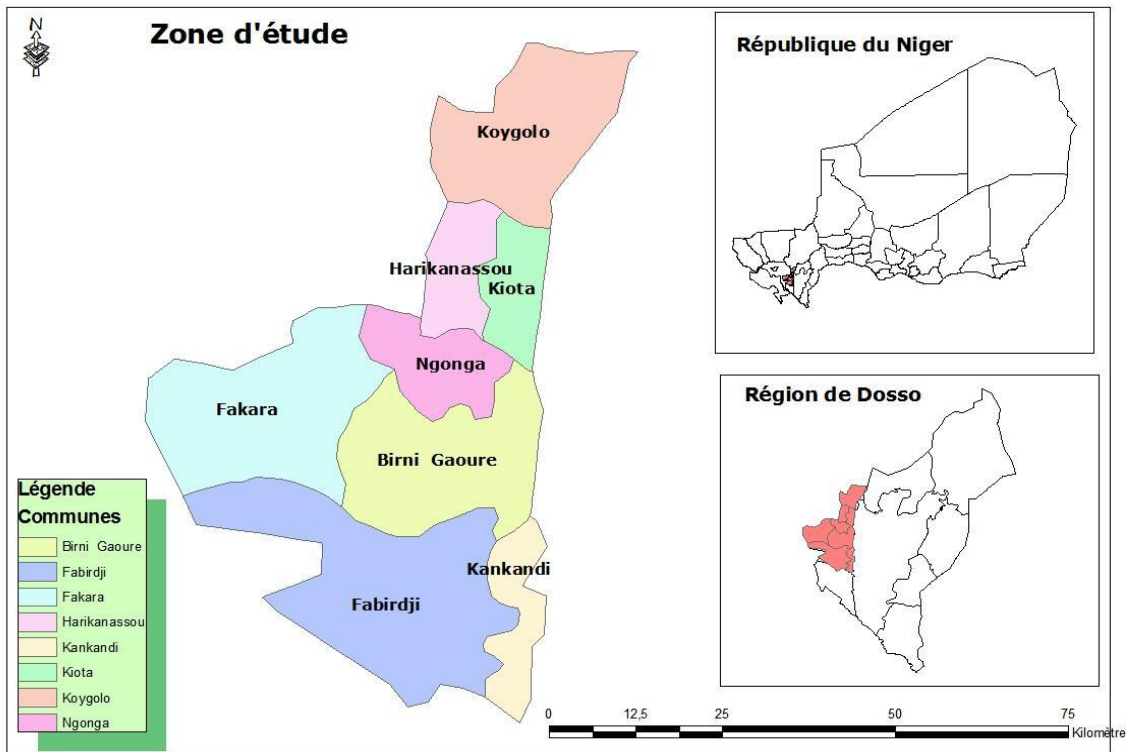 N
Zone d'étude
Koygolo
Harikanassou
Kiota
Ngonga
Fakara
Birni Gaoure
Kankandi
Fabirdji
Légende
Communes
Birni Gaoure
Fabirdji
Fakara
Harikanassou
Kankandi
Kiota
Koygolo
Ngonga
République du Niger
Région de Dosso
0 12,5 25 50 75
Kilomètre